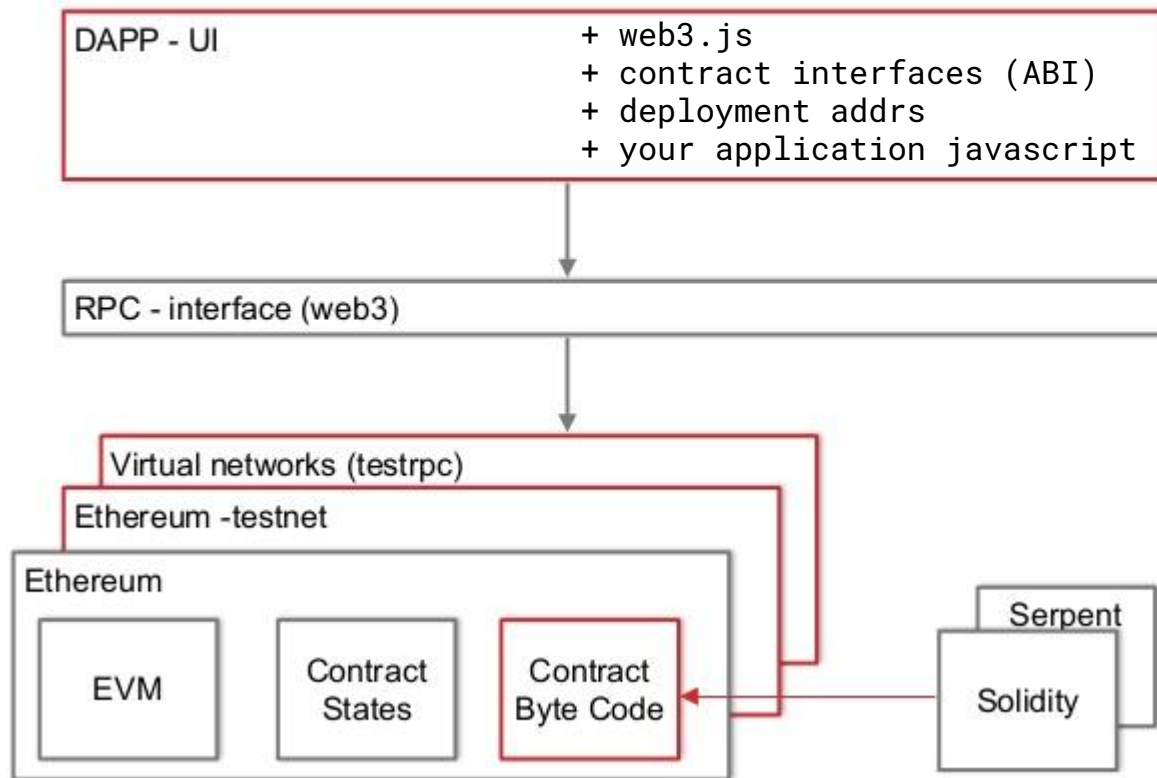 DAPP - UI
+ web3.js
+ contract interfaces (ABI)
+ deployment addrs
+ your application javascript
RPC - interface (web3)
Virtual networks (testrpc)
Ethereum -testnet
Ethereum
EVM
Contract
States
Contract
Byte Code
Serpent
Solidity